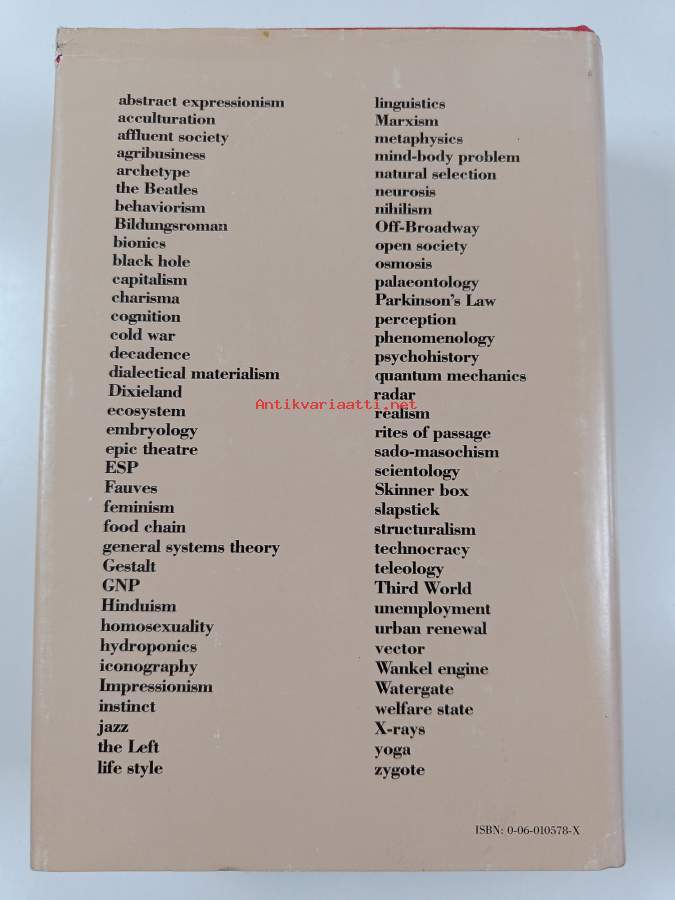 abstract expressionism
acculturation
affluent society
agribusiness
archetype
the Beatles
behaviorism
Bildungsroman
bionics
black hole
capitalism
charisma
cognition
cold war
decadence
dialectical materialism
Dixieland
ecosystem
embryology
epic theatre
ESP
Fauves
feminism
food chain
general systems theory
Gestalt
GNP
Hinduism
homosexuality
hydroponics
iconography
Impressionism
instinct
jazz
the Left
life style
linguistics
Marxism
metaphysics
mind-body problem
natural selection
neurosis
nihilism
Off-Broadway
open society
osmosis
palaeontology
Parkinson's Law
perception
phenomenology
psychohistory
quantum mechanics
radar
realism
rites of passage
sado-masochism
scientology
Skinner box
slapstick
structuralism
technocracy
teleology
Third World
unemployment
urban renewal
vector
Wankel engine
Watergate
welfare state
X-rays
yoga
zygote
Antikvariaatti.net
ISBN: 0-06-010578-X